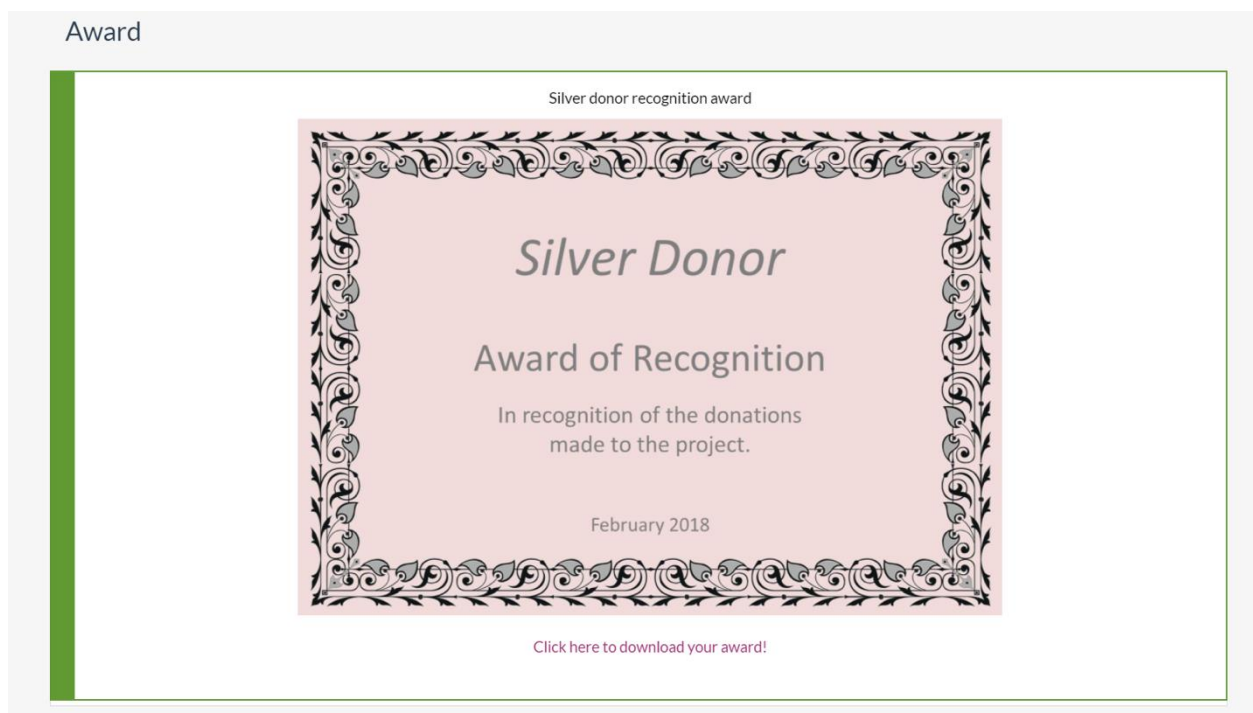 Award
Silver donor recognition award
Silver Donor
Award of Recognition
In recognition of the donations
made to the project.
February 2018
Click here to download your award!